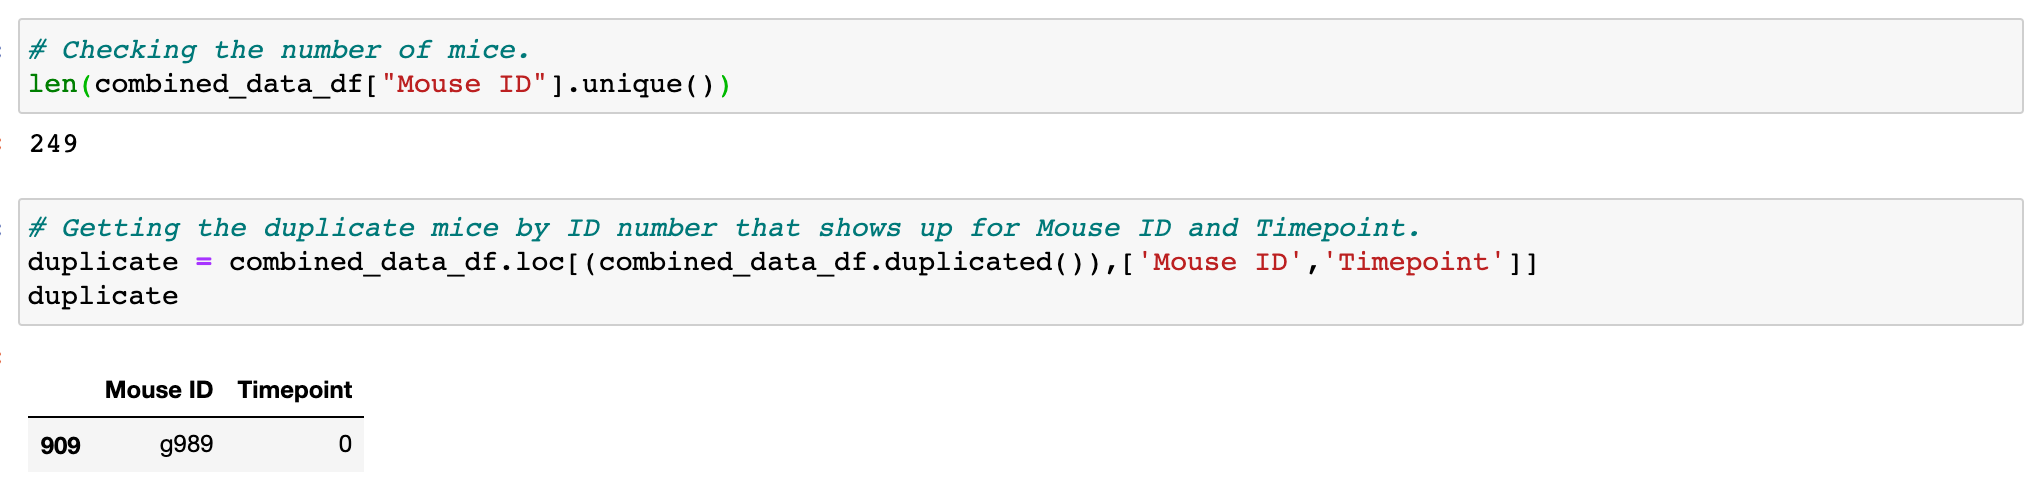 # Checking the number of mice.
len(combined_data_df["Mouse ID"].unique())
249
# Getting the duplicate mice by ID number that shows up for Mouse ID and Timepoint.
duplicate = combined_data_df.loc[(combined_data_df.duplicated()),['Mouse ID','Timepoint']]
duplicate
Mouse ID Timepoint
909 g989 0